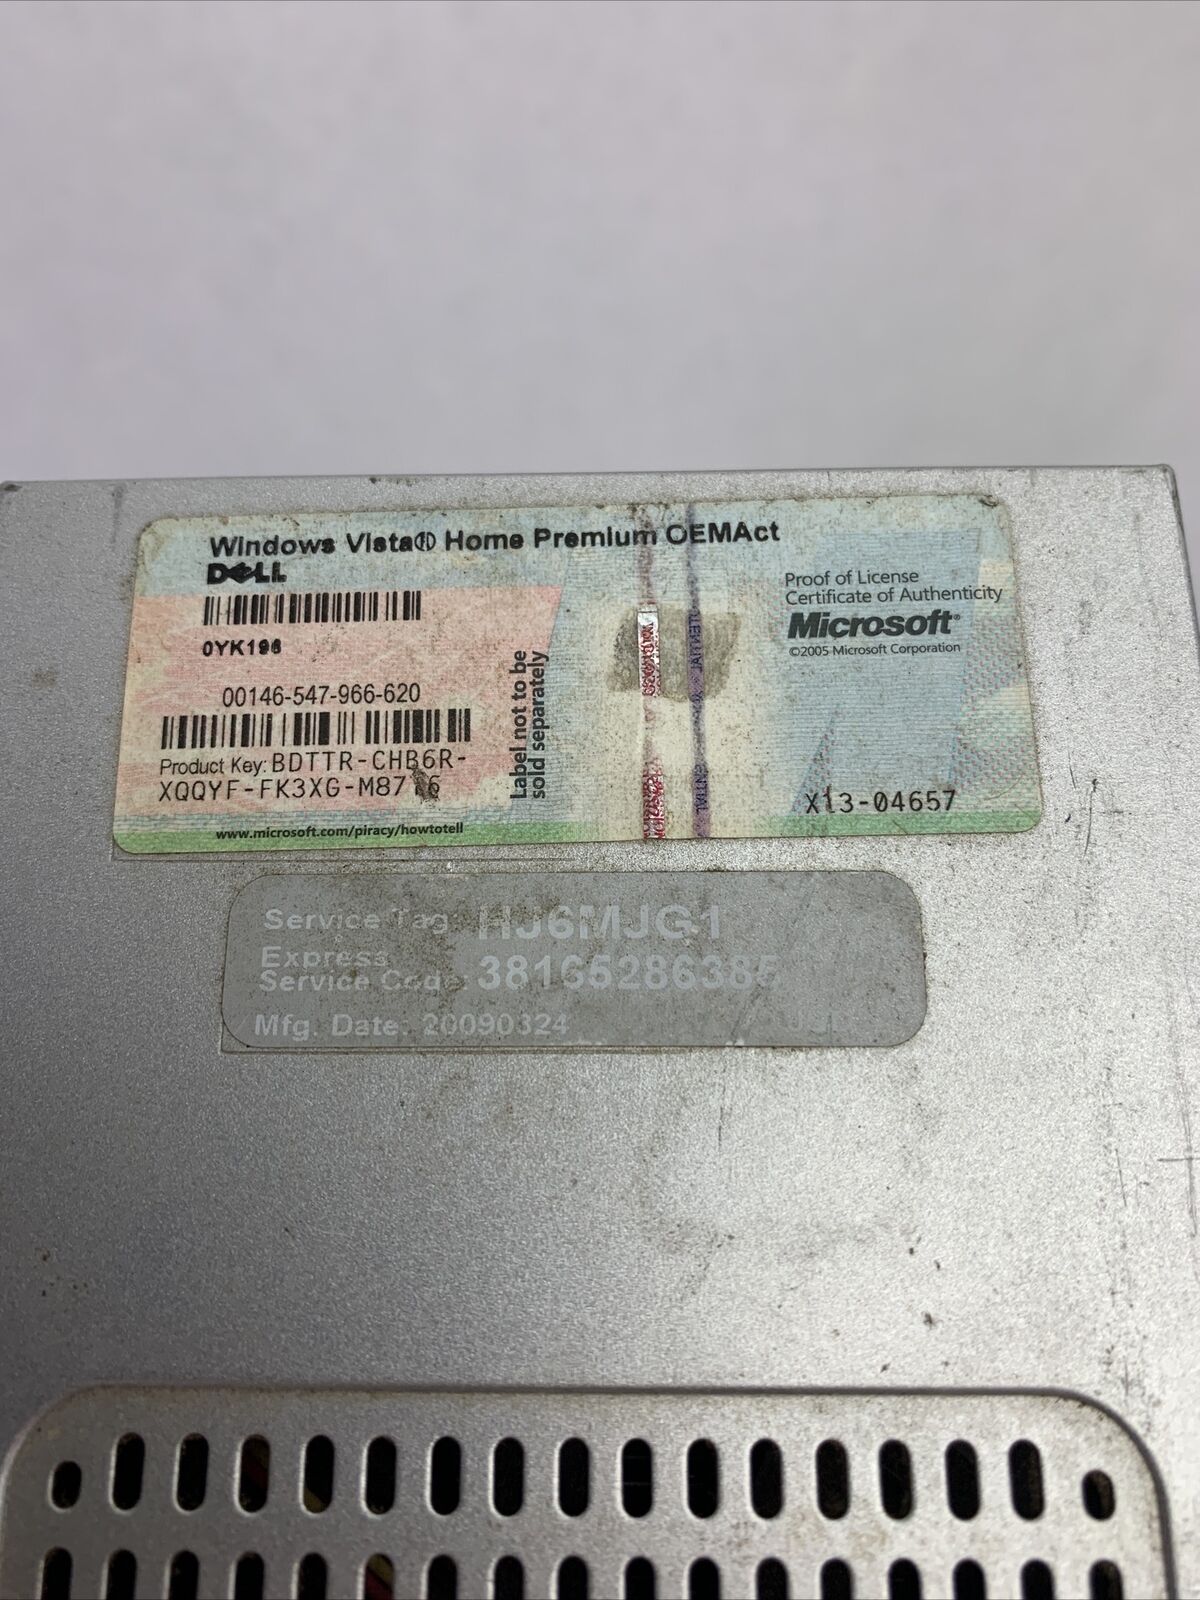 Windows Vista® Home Premium OEMAct
DELL
0YK196
00146-547-966-620
Product Key: BDTTR-CHB6R-
XQQYF-FK3XG-
www.microsoft.com/piracy/howtotell
Label not to be
sold separately
Proof of License
Certificate of Authenticity
Microsoft®
©2005 Microsoft Corporation
X13-04657
Service Tag: HJ6MJG1
Express
Service Code: 38165286385
Mfg. Date: 20090324